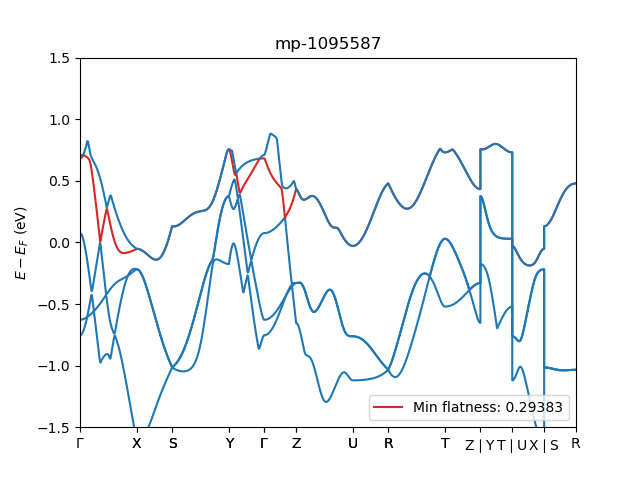 mp-1095587
E − E_F (eV)
1.5
1.0
0.5
0.0
−0.5
−1.0
−1.5
Min flatness: 0.29383
Γ X S Y Γ Z U R T Z | Y T | U X | S R